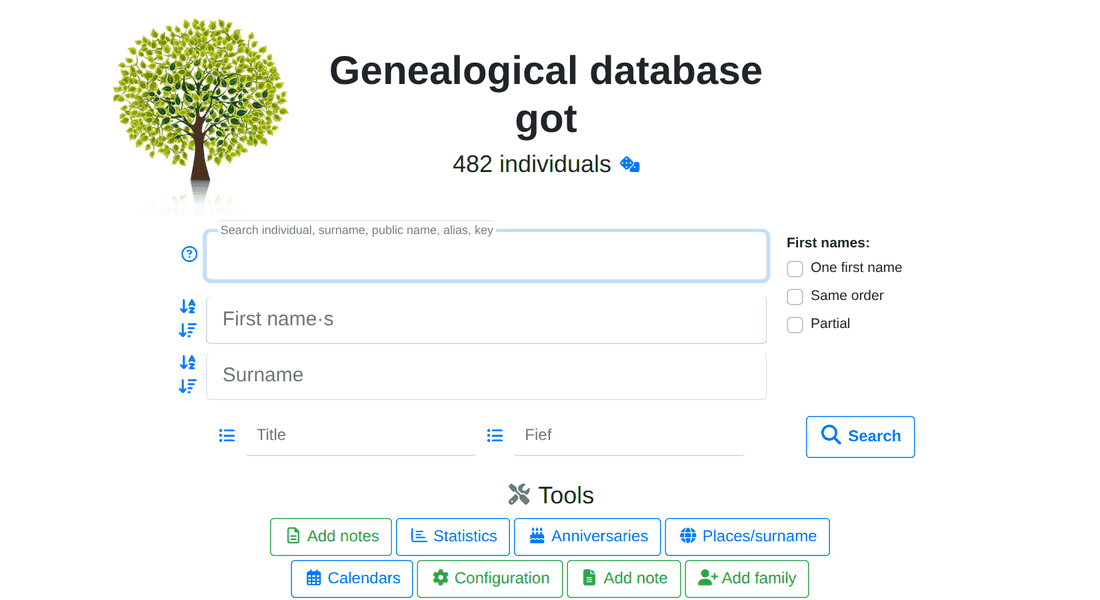 Genealogical database
got
482 individuals
Search individual, surname, public name, alias, key
First names:
One first name
Same order
Partial
First name·s
Surname
Title
Fief
Search
Tools
Add notes
Statistics
Anniversaries
Places/surname
Calendars
Configuration
Add note
Add family